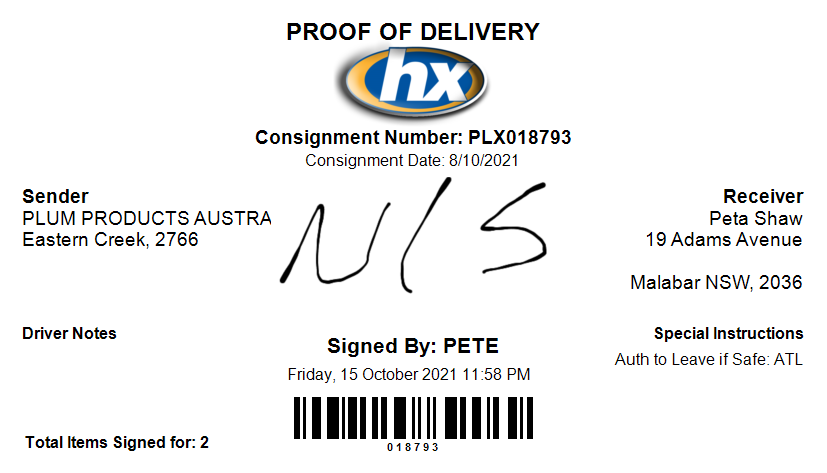 PROOF OF DELIVERY
hx
Consignment Number: PLX018793
Consignment Date: 8/10/2021
Sender
PLUM PRODUCTS AUSTRA
Eastern Creek, 2766
N/S
Receiver
Peta Shaw
19 Adams Avenue
Malabar NSW, 2036
Driver Notes
Signed By: PETE
Friday, 15 October 2021 11:58 PM
Special Instructions
Auth to Leave if Safe: ATL
Total Items Signed for: 2
018793